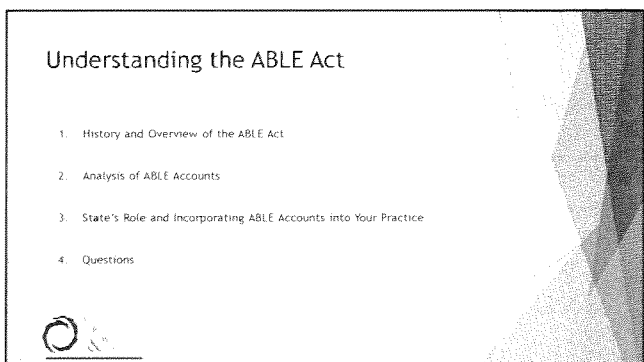 Understanding the ABLE Act
1. History and Overview of the ABLE Act
2. Analysis of ABLE Accounts
3. State's Role and Incorporating ABLE Accounts into Your Practice
4. Questions